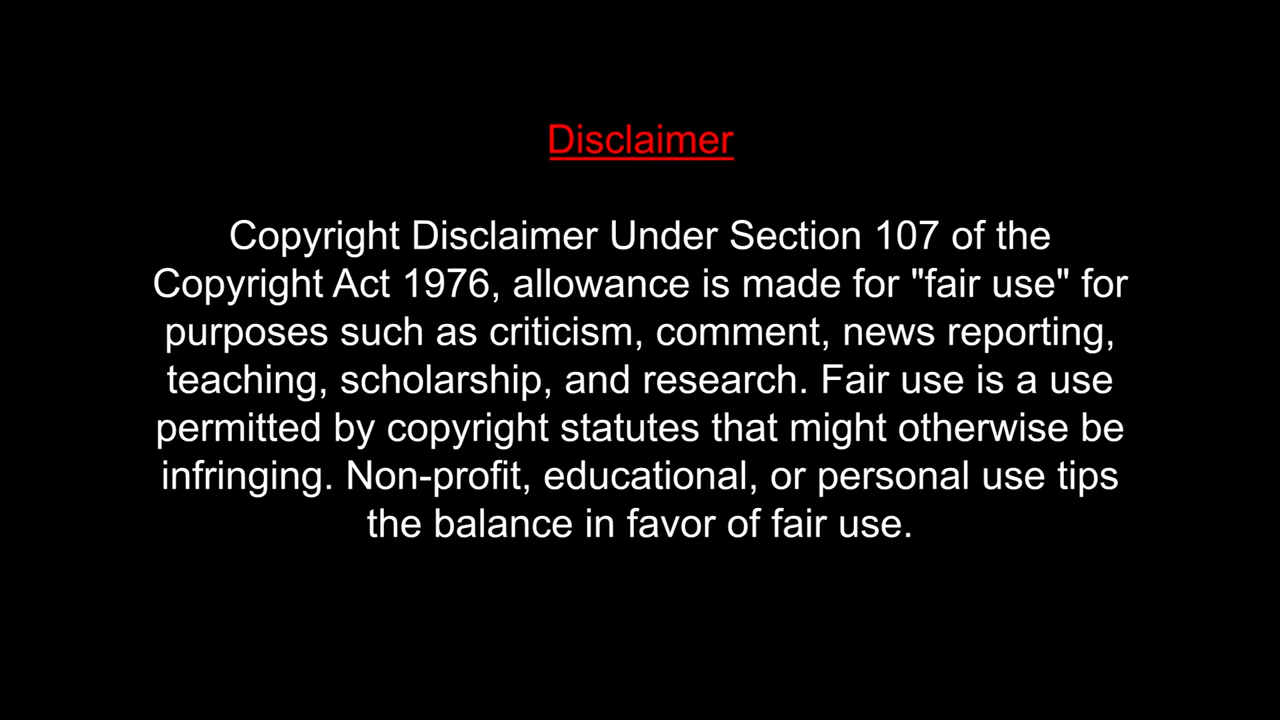 Disclaimer
Copyright Disclaimer Under Section 107 of the
Copyright Act 1976, allowance is made for "fair use" for
purposes such as criticism, comment, news reporting,
teaching, scholarship, and research. Fair use is a use
permitted by copyright statutes that might otherwise be
infringing. Non-profit, educational, or personal use tips
the balance in favor of fair use.